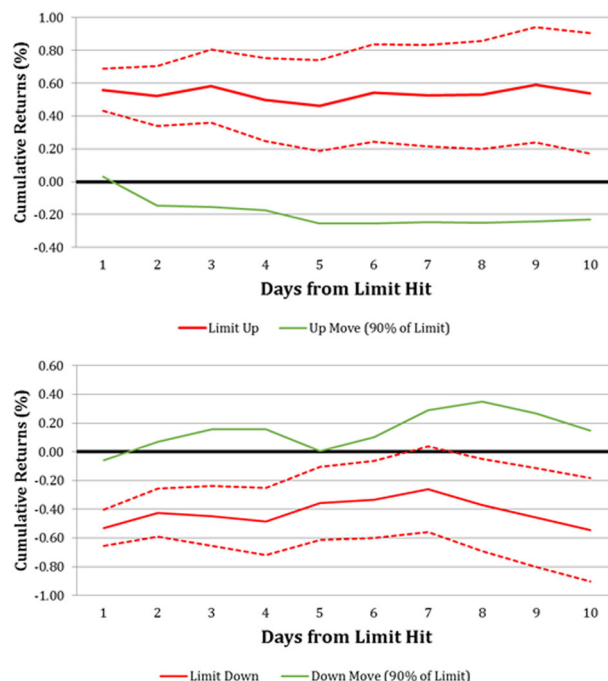 Cumulative Returns (%)
1.00
0.80
0.60
0.40
0.20
0.00
-0.20
-0.40
1 2 3 4 5 6 7 8 9 10
Days from Limit Hit
Limit Up Up Move (90% of Limit)
Cumulative Returns (%)
0.60
0.40
0.20
0.00
-0.20
-0.40
-0.60
-0.80
-1.00
1 2 3 4 5 6 7 8 9 10
Days from Limit Hit
Limit Down Down Move (90% of Limit)